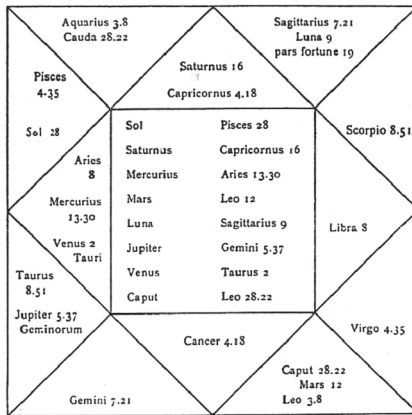 Aquarius 3.8
Cauda 28.22
Sagittarius 7.21
Luna 9
pars fortune 19
Saturnus 16
Capricornus 4.18
Pisces
4.35
Sol 28
Scorpio 8.51
Aries
8
Mercurius
13.30
Venus 2
Tauri
Sol Pisces 28
Saturnus Capricornus 16
Mercurius Aries 13.30
Mars Leo 12
Luna Sagittarius 9
Jupiter Gemini 5.37
Venus Taurus 2
Caput Leo 28.22
Libra 8
Taurus
8.51
Jupiter 5.37
Geminorum
Cancer 4.18
Virgo 4.35
Caput 28.22
Mars 12
Leo 3.8
Gemini 7.21